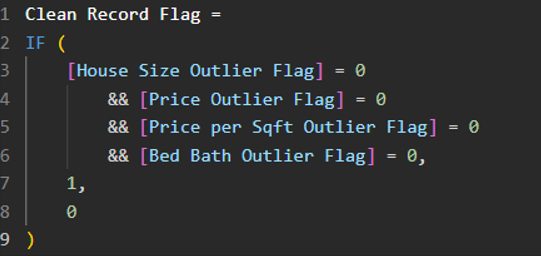 1 Clean Record Flag =
2 IF (
3 [House Size Outlier Flag] = 0
4 && [Price Outlier Flag] = 0
5 && [Price per Sqft Outlier Flag] = 0
6 && [Bed Bath Outlier Flag] = 0,
7 1,
8 0
9 )